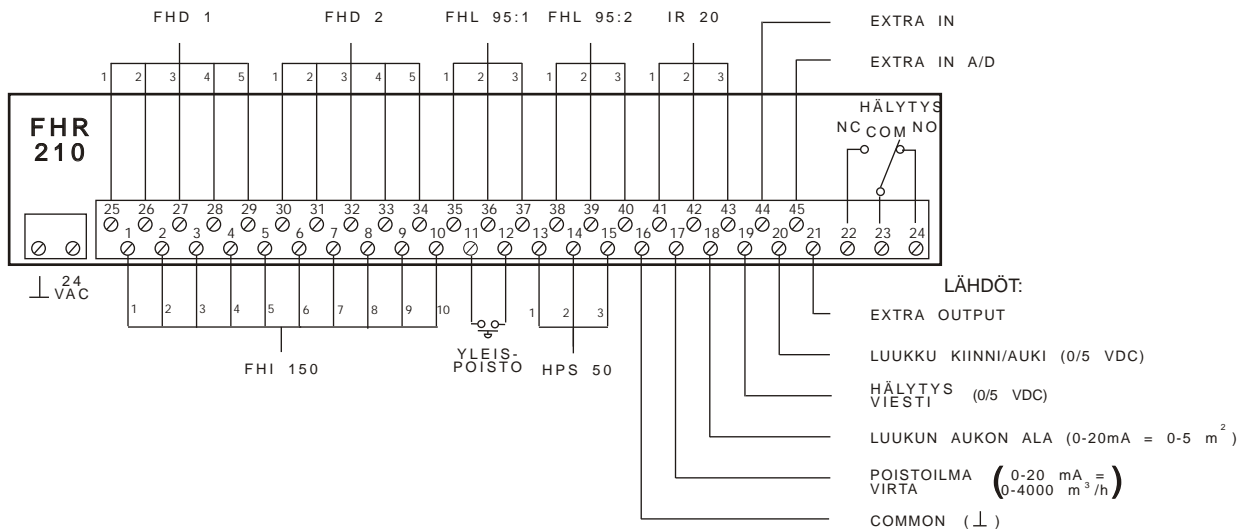 FHD 1 FHD 2 FHL 95:1 FHL 95:2 IR 20
EXTRA IN
EXTRA IN A/D
1 2 3 4 5 1 2 3 4 5 1 2 3 1 2 3 1 2 3
HÄLYTYS
NC COM NO
FHR
210
25 26 27 28 29 30 31 32 33 34 35 36 37 38 39 40 41 42 43 44 45
1 2 3 4 5 6 7 8 9 10 11 12 13 14 15 16 17 18 19 20 21 22 23 24
24
VAC
1 2 3 4 5 6 7 8 9 10
1 2 3
FHI 150
YLEIS-
POISTO
HPS 50
LÄHDÖT:
EXTRA OUTPUT
LUUKKU KIINNI/AUKI (0/5 VDC)
HÄLYTYS
VIESTI (0/5 VDC)
LUUKUN AUKON ALA (0-20mA = 0-5 m²)
POISTOILMA
VIRTA
(0-20 mA =
0-4000 m³/h)
COMMON (⊥)